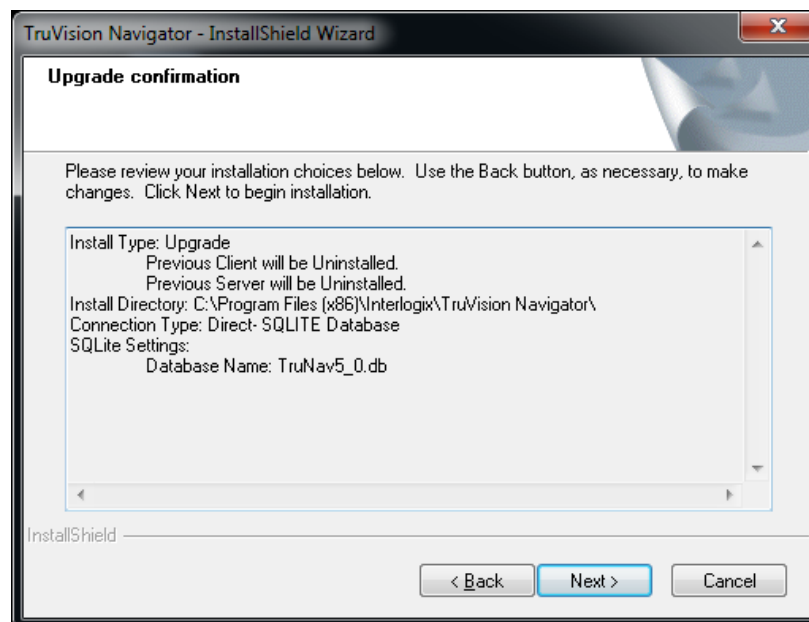 TruVision Navigator - InstallShield Wizard
Upgrade confirmation
Please review your installation choices below. Use the Back button, as necessary, to make
changes. Click Next to begin installation.
Install Type: Upgrade
Previous Client will be Uninstalled.
Previous Server will be Uninstalled.
Install Directory: C:\Program Files (x86)\Interlogix\TruVision Navigator\
Connection Type: Direct- SQLITE Database
SQLite Settings:
Database Name: TruNav5_0.db
InstallShield
< Back Next > Cancel